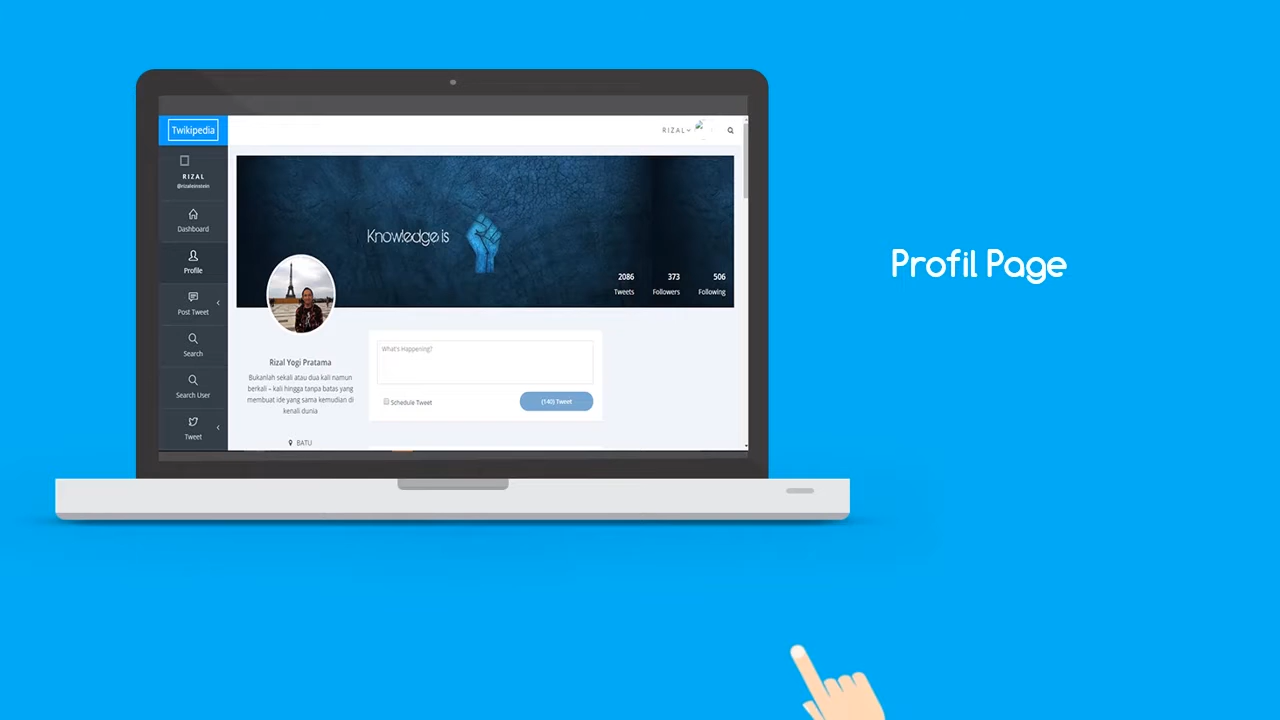 Twikipedia
RIZAL
RIZAL
@rizaleinstein
Dashboard
Profile
Post Tweet
Search
Search User
Tweet
Knowledge is
2086
373
506
Tweets
Followers
Following
Rizal Yogi Pratama
Bukanlah sekali atau dua kali namun
berkali - kali hingga tanpa batas yang
membuat ide yang sama kemudian di
kenali dunia
BATU
What's Happening?
Schedule Tweet
(140) Tweet
Profil Page